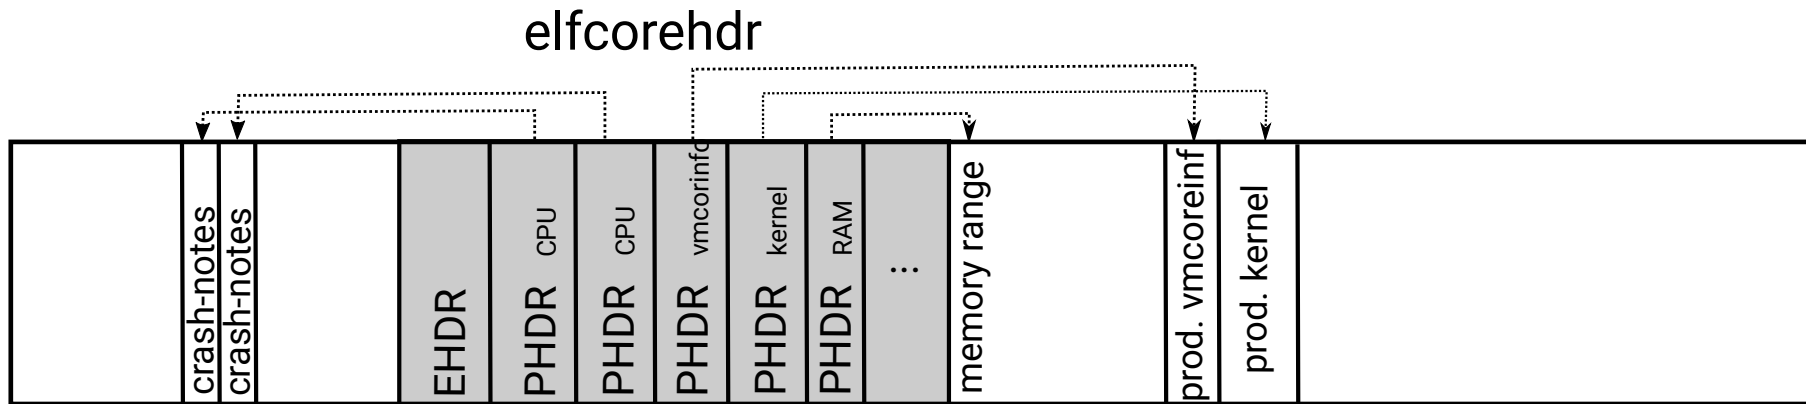 elfcorehdr
crash-notes
crash-notes
EHDR
PHDR CPU
PHDR CPU
PHDR vmcorinfo
PHDR kernel
PHDR RAM
...
memory range
prod. vmcoreinf
prod. kernel